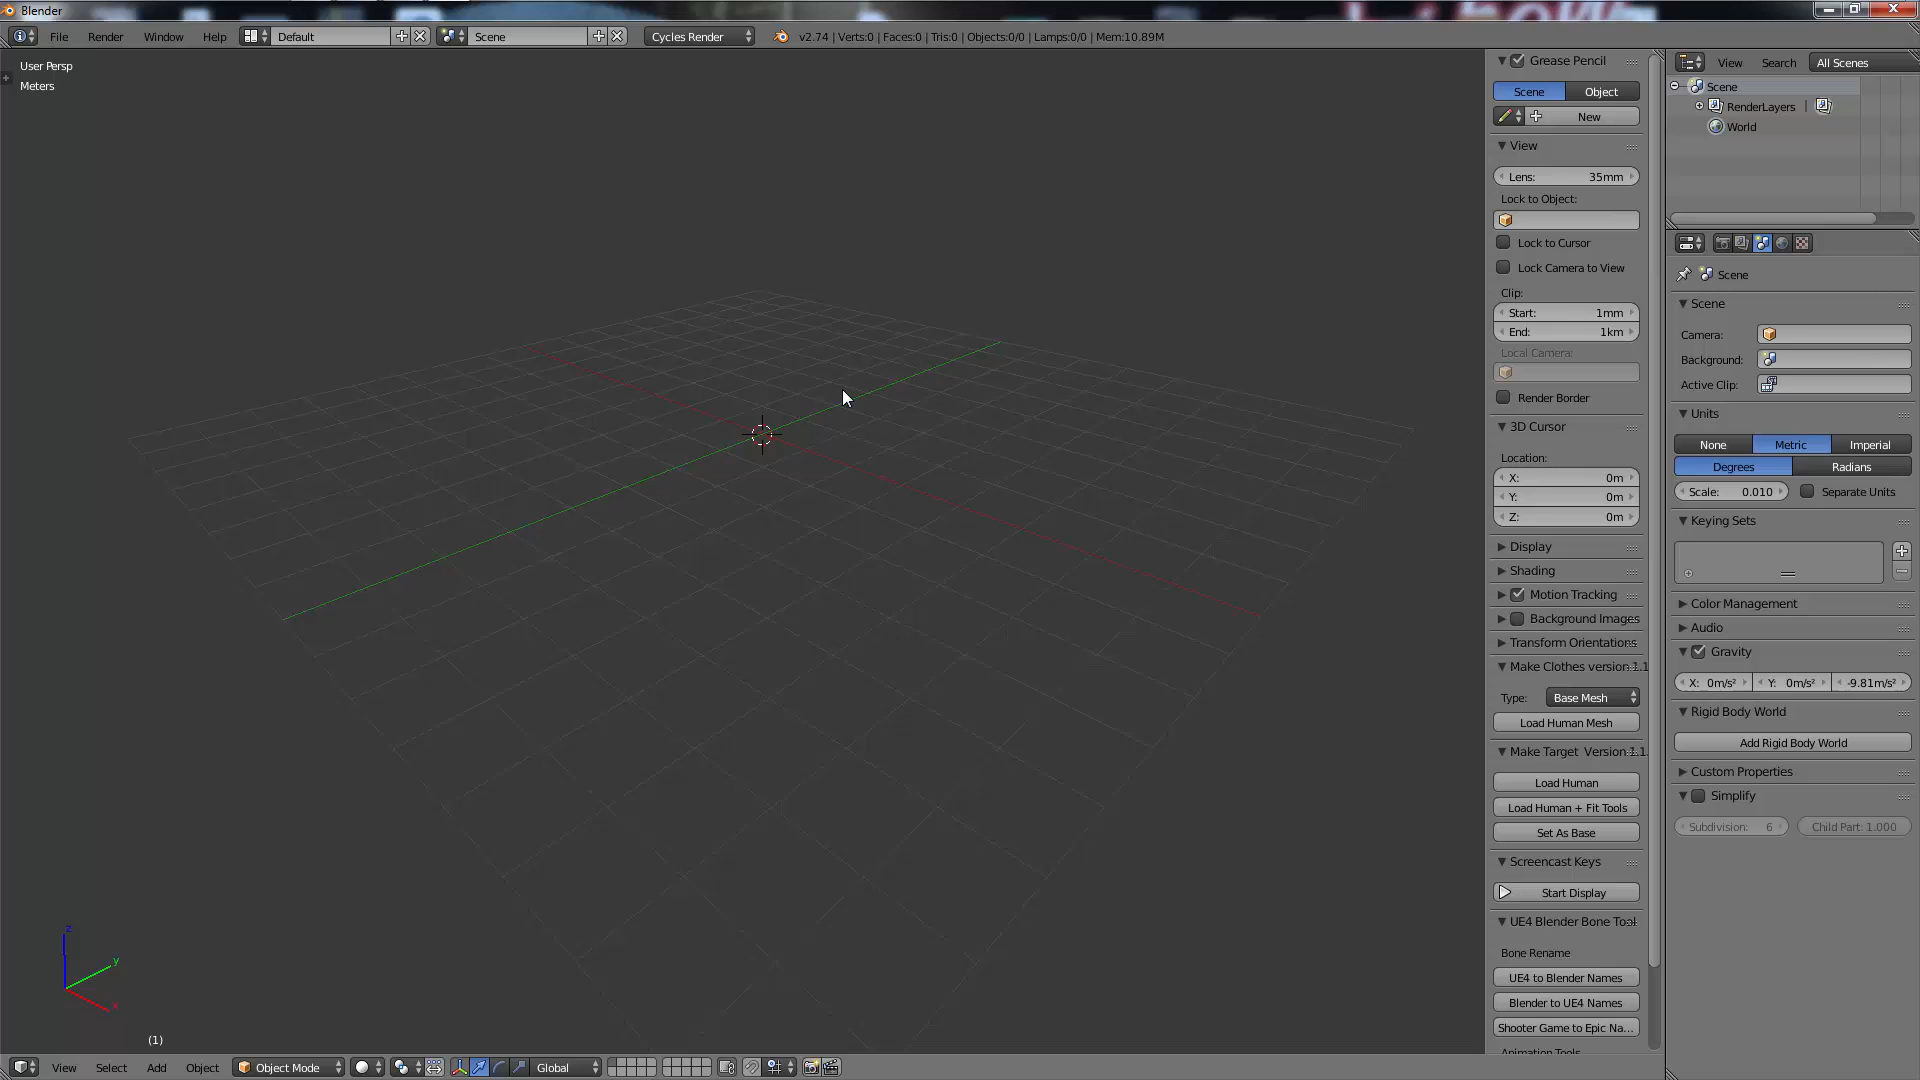 Blender
File Render Window Help Default Scene Cycles Render v2.74 | Verts:0 | Faces:0 | Tris:0 | Objects:0/0 | Lamps:0/0 | Mem:10.89M
User Persp
Meters
(1)
z
y
x
View Select Add Object Object Mode Global
Grease Pencil
Scene Object
New
View
Lens: 35mm
Lock to Object:
Lock to Cursor
Lock Camera to View
Clip:
Start: 1mm
End: 1km
Local Camera:
Render Border
3D Cursor
Location:
X: 0m
Y: 0m
Z: 0m
Display
Shading
Motion Tracking
Background Images
Transform Orientations
Make Clothes version 1.1
Type: Base Mesh
Load Human Mesh
Make Target Version 1.1.
Load Human
Load Human + Fit Tools
Set As Base
Screencast Keys
Start Display
UE4 Blender Bone Tool
Bone Rename
UE4 to Blender Names
Blender to UE4 Names
Shooter Game to Epic Na...
Animation Tools
View Search All Scenes
Scene
RenderLayers |
World
Scene
Scene
Camera:
Background:
Active Clip:
Units
None Metric Imperial
Degrees Radians
Scale: 0.010 Separate Units
Keying Sets
Color Management
Audio
Gravity
X: 0m/s² Y: 0m/s² -9.81m/s²
Rigid Body World
Add Rigid Body World
Custom Properties
Simplify
Subdivision: 6 Child Part: 1.000